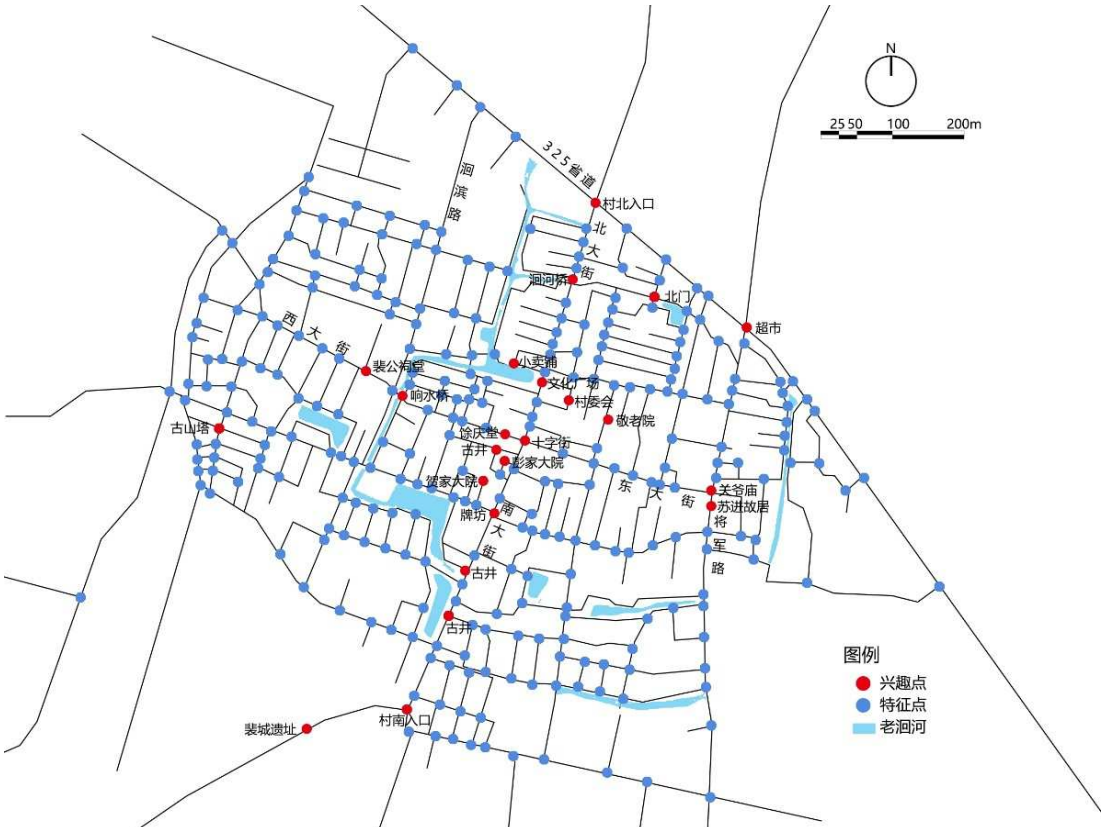 N
25 50 100 200m
325省道
洄滨路
村北入口
北大街
洄河桥
北门
超市
西大街
裴公祠堂
小卖铺
文化广场
响水桥
村委会
敬老院
古山塔
馀庆堂
十字街
古井
彭家大院
贺家大院
东大街
关爷庙
苏进故居
牌坊
南大街
将军路
古井
古井
村南入口
裴城遗址
图例
兴趣点
特征点
老洄河